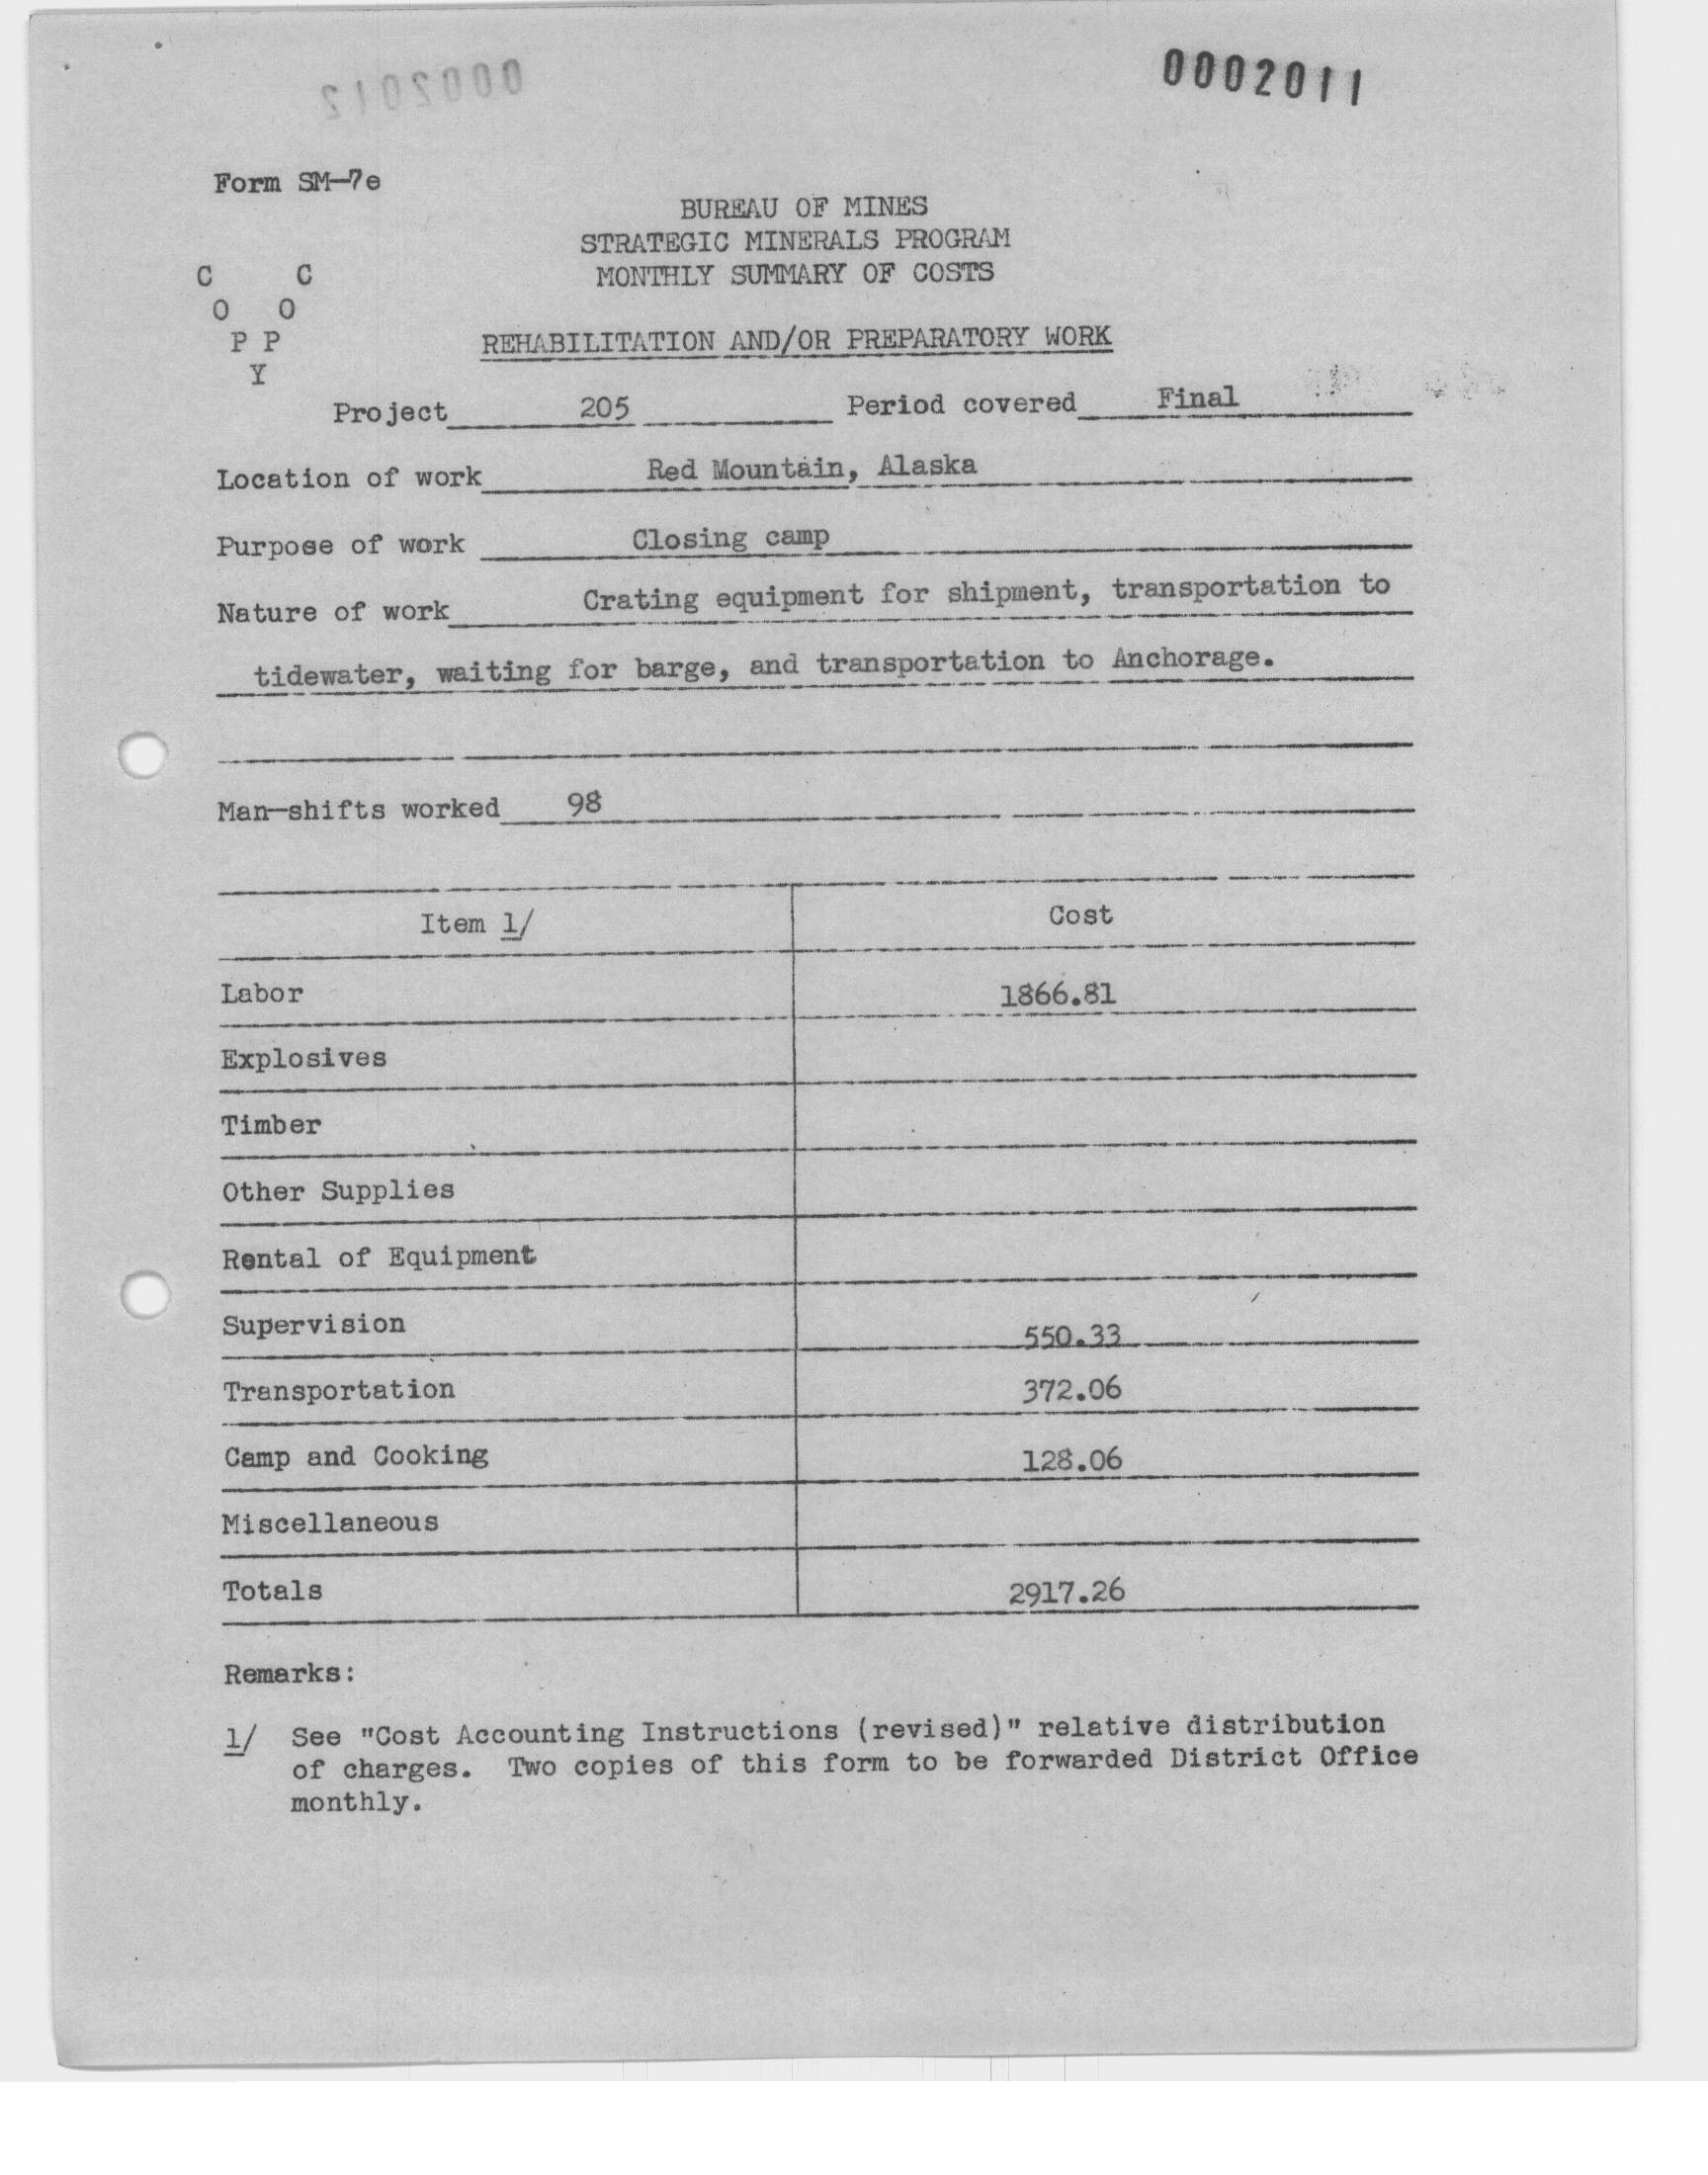 0002012
0002011
Form SM-7e
BUREAU OF MINES
STRATEGIC MINERALS PROGRAM
MONTHLY SUMMARY OF COSTS
C C
O O
P P
Y
REHABILITATION AND/OR PREPARATORY WORK
Project 205 Period covered Final
Location of work Red Mountain, Alaska
Purpose of work Closing camp
Nature of work Crating equipment for shipment, transportation to
tidewater, waiting for barge, and transportation to Anchorage.
Man-shifts worked 98
Item 1/ Cost
Labor 1866.81
Explosives
Timber
Other Supplies
Rental of Equipment
Supervision 550.33
Transportation 372.06
Camp and Cooking 128.06
Miscellaneous
Totals 2917.26
Remarks:
1/ See "Cost Accounting Instructions (revised)" relative distribution
of charges. Two copies of this form to be forwarded District Office
monthly.